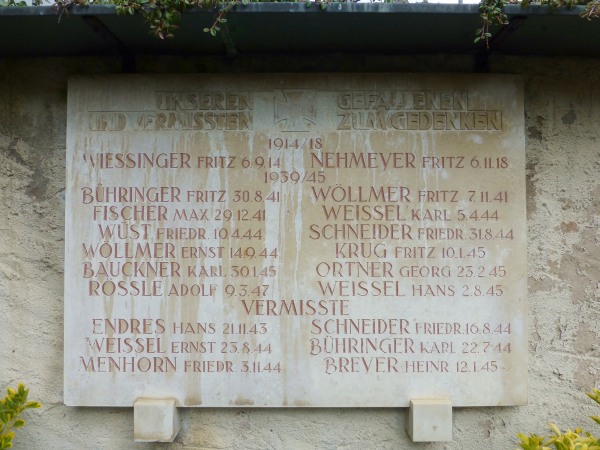 UNSEREN GEFALLENEN
UND VERMISSTEN ZUM GEDENKEN
1914/18
WIESSINGER FRITZ 6.9.14 NEHMEYER FRITZ 6.11.18
1939/45
BÜHRINGER FRITZ 30.8.41 WÖLLMER FRITZ 7.11.41
FISCHER MAX 29.12.41 WEISSEL KARL 5.4.44
WÜST FRIEDR. 10.4.44 SCHNEIDER FRIEDR. 31.8.44
WÖLLMER ERNST 14.9.44 KRUG FRITZ 10.1.45
BAUCKNER KARL 30.1.45 ORTNER GEORG 23.2.45
RÖSSLE ADOLF 9.3.47 WEISSEL HANS 2.8.45
VERMISSTE
ENDRES HANS 21.11.43 SCHNEIDER FRIEDR. 16.8.44
WEISSEL ERNST 23.8.44 BÜHRINGER KARL 22.7.44
MENHORN FRIEDR. 3.11.44 BREYER HEINR. 12.1.45